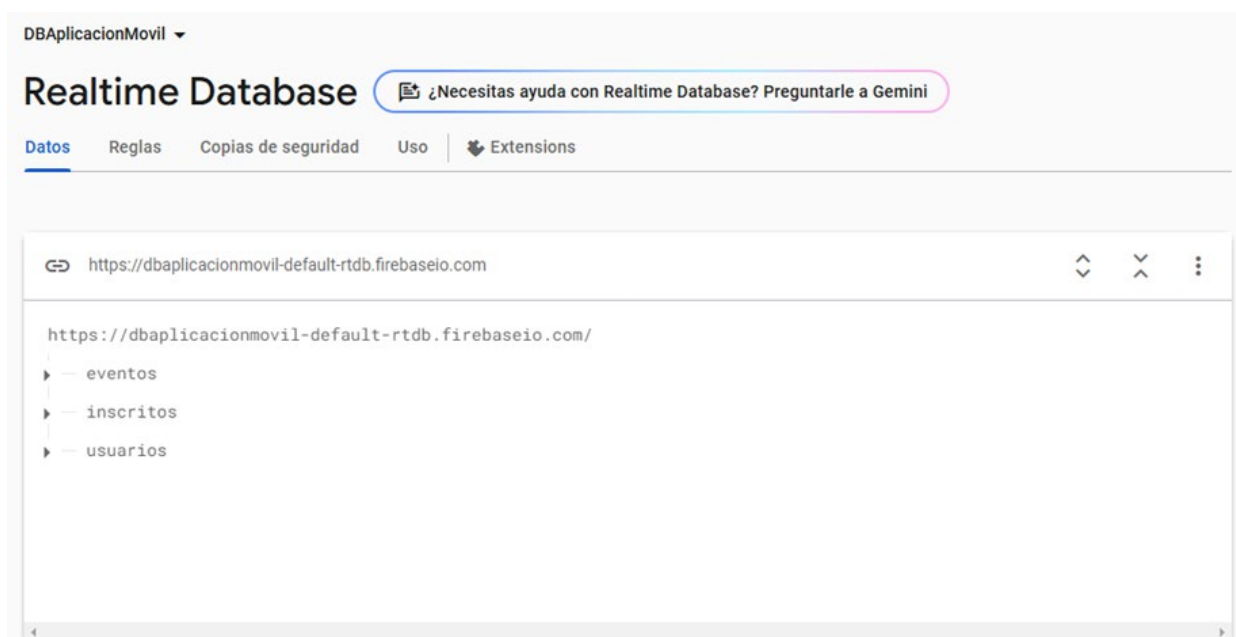 DBAplicacionMovil
Realtime Database ¿Necesitas ayuda con Realtime Database? Preguntarle a Gemini
Datos Reglas Copias de seguridad Uso Extensions
https://dbaplicacionmovil-default-rtdb.firebaseio.com
https://dbaplicacionmovil-default-rtdb.firebaseio.com/
eventos
inscritos
usuarios